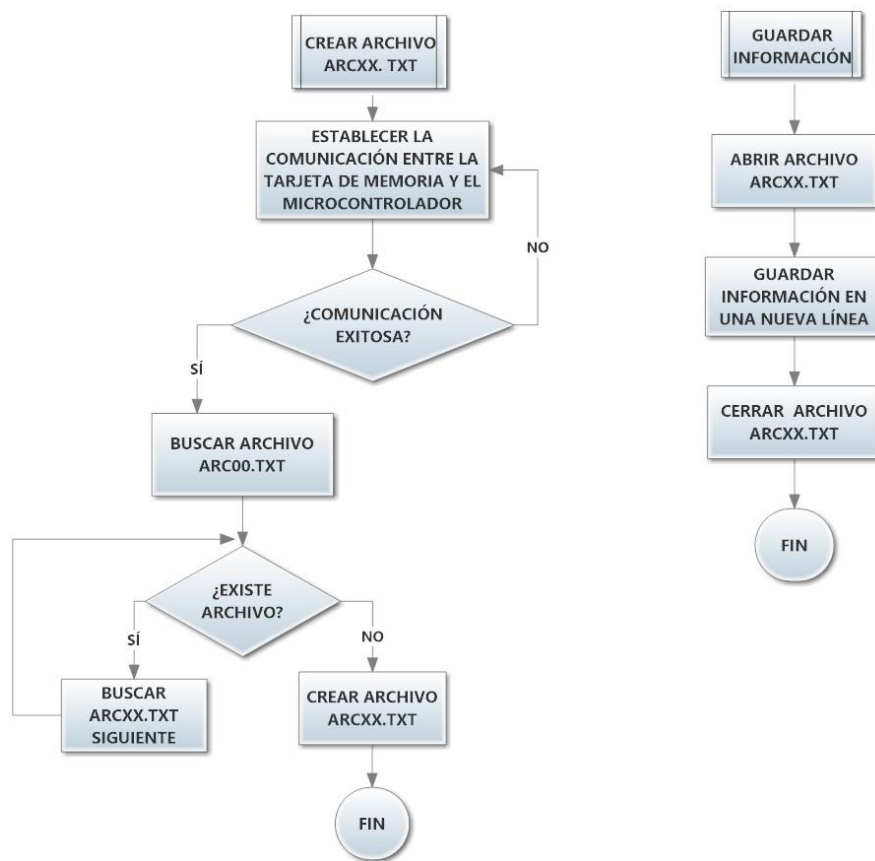 CREAR ARCHIVO
ARCXX. TXT
ESTABLECER LA
COMUNICACIÓN ENTRE LA
TARJETA DE MEMORIA Y EL
MICROCONTROLADOR
NO
¿COMUNICACIÓN
EXITOSA?
SÍ
BUSCAR ARCHIVO
ARC00.TXT
¿EXISTE
ARCHIVO?
SÍ
NO
BUSCAR
ARCXX.TXT
SIGUIENTE
CREAR ARCHIVO
ARCXX.TXT
FIN
GUARDAR
INFORMACIÓN
ABRIR ARCHIVO
ARCXX.TXT
GUARDAR
INFORMACIÓN EN
UNA NUEVA LÍNEA
CERRAR ARCHIVO
ARCXX.TXT
FIN